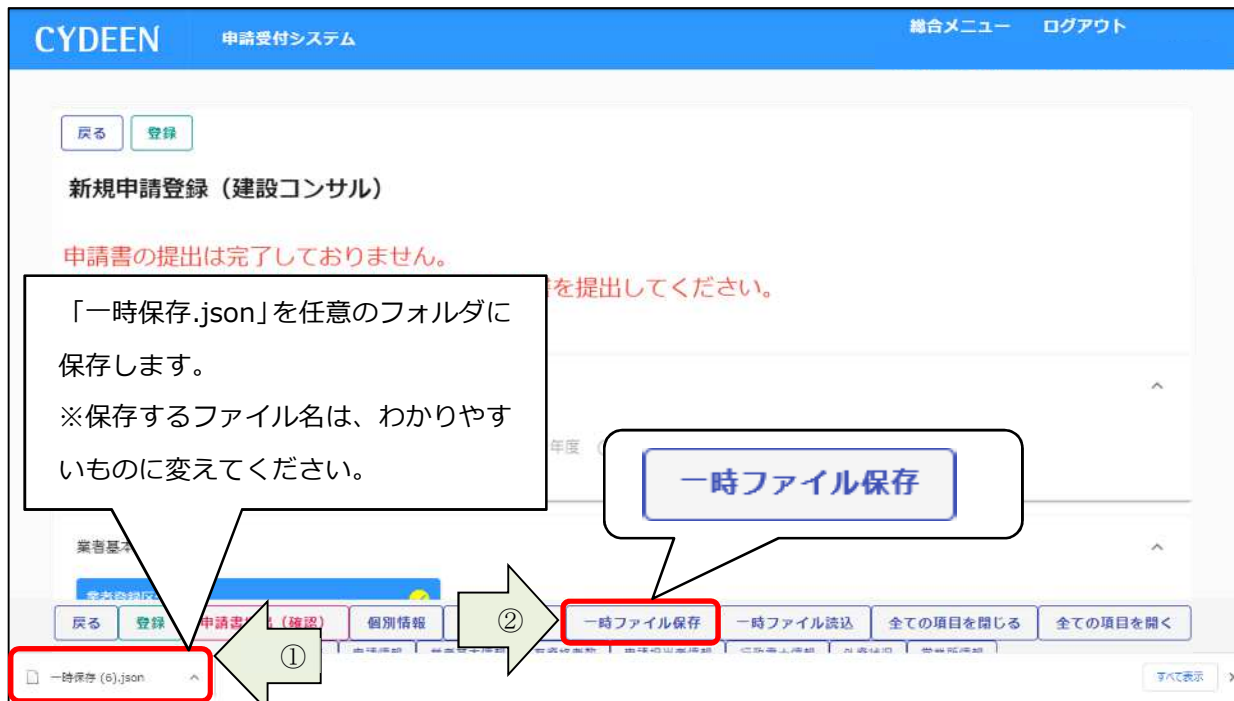 CYDEEN 申請受付システム 総合メニュー ログアウト
戻る 登録
新規申請登録（建設コンサル）
申請書の提出は完了しておりません。
を提出してください。
「一時保存.json」を任意のフォルダに
保存します。
※保存するファイル名は、わかりやす
いものに変えてください。
年度
一時ファイル保存
業者基本
業者登録区
戻る 登録 申請書 （確認） 個別情報 ② 一時ファイル保存 一時ファイル読込 全ての項目を閉じる 全ての項目を開く
①
一時保存 (6).json すべて表示